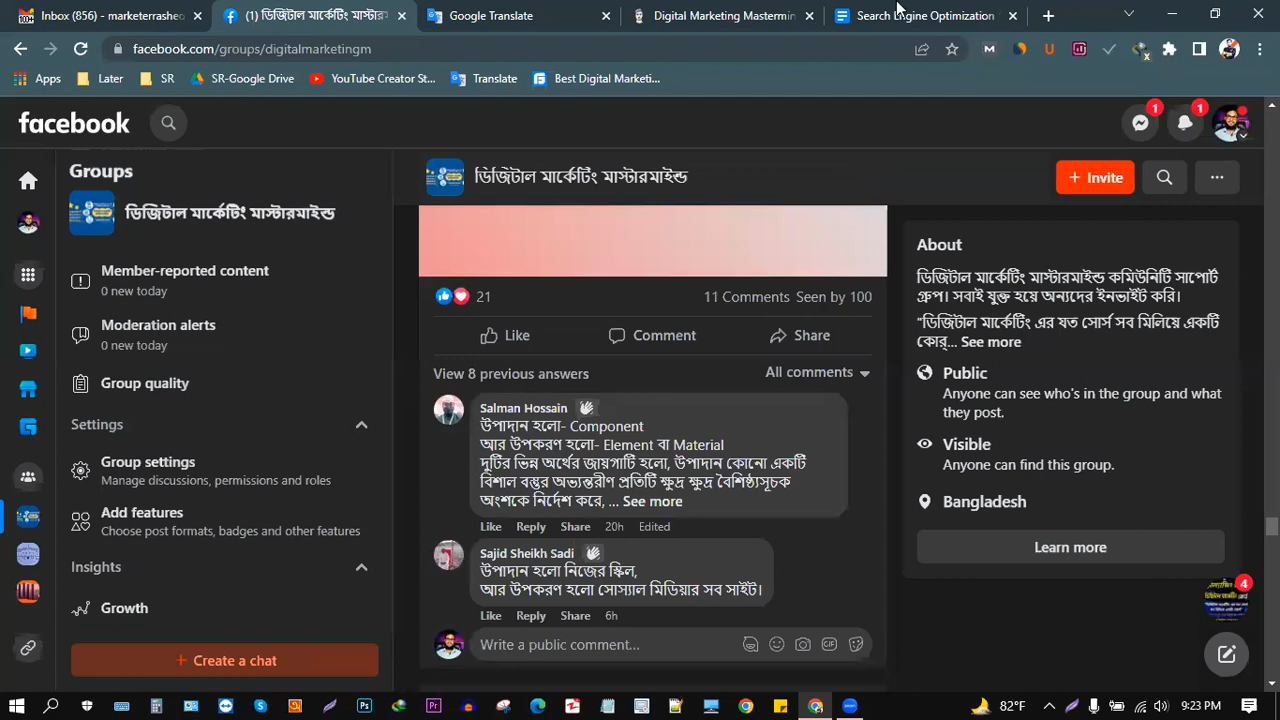 Inbox (10) - marketerrasheo
(1) ডিজিটাল মার্কেটিং মাস্টারম
Google Translate
Digital Marketing Mastermin
Search Engine Optimization
facebook.com/groups/digitalmarketingm
Apps
Later
SR
SR-Google Drive
YouTube Creator St...
Translate
Best Digital Marketi...
facebook
1
1
Groups
ডিজিটাল মার্কেটিং মাস্টারমাইন্ড
Member-reported content
0 new today
Moderation alerts
0 new today
Group quality
Settings
Group settings
Manage discussions, permissions and roles
Add features
Choose post formats, badges and other features
Insights
Growth
+ Create a chat
ডিজিটাল মার্কেটিং মাস্টারমাইন্ড
+ Invite
21
11 Comments Seen by 100
Like
Comment
Share
View 8 previous answers
All comments
Salman Hossain
উপাদান হলো- Component
আর উপকরণ হলো- Element বা Material
দুটির ভিন্ন অর্থের জায়গাটি হলো, উপাদান কোনো একটি
বিশাল বস্তুর অভ্যন্তরীণ প্রতিটি ক্ষুদ্র ক্ষুদ্র বৈশিষ্ট্যসূচক
অংশকে নির্দেশ করে, ... See more
Like Reply Share 20h Edited
Sajid Sheikh Sadi
উপাদান হলো নিজের স্কিল,
আর উপকরণ হলো সোস্যাল মিডিয়ার সব সাইট।
Like Reply Share 6h
Write a public comment...
GIF
About
ডিজিটাল মার্কেটিং মাস্টারমাইন্ড কমিউনিটি সাপোর্ট
গ্রুপ। সবাই যুক্ত হয়ে অন্যদের ইনভাইট করি।
“ডিজিটাল মার্কেটিং এর যত সোর্স সব মিলিয়ে একটি
কোর্... See more
Public
Anyone can see who's in the group and what
they post.
Visible
Anyone can find this group.
Bangladesh
Learn more
4
82°F
9:23 PM